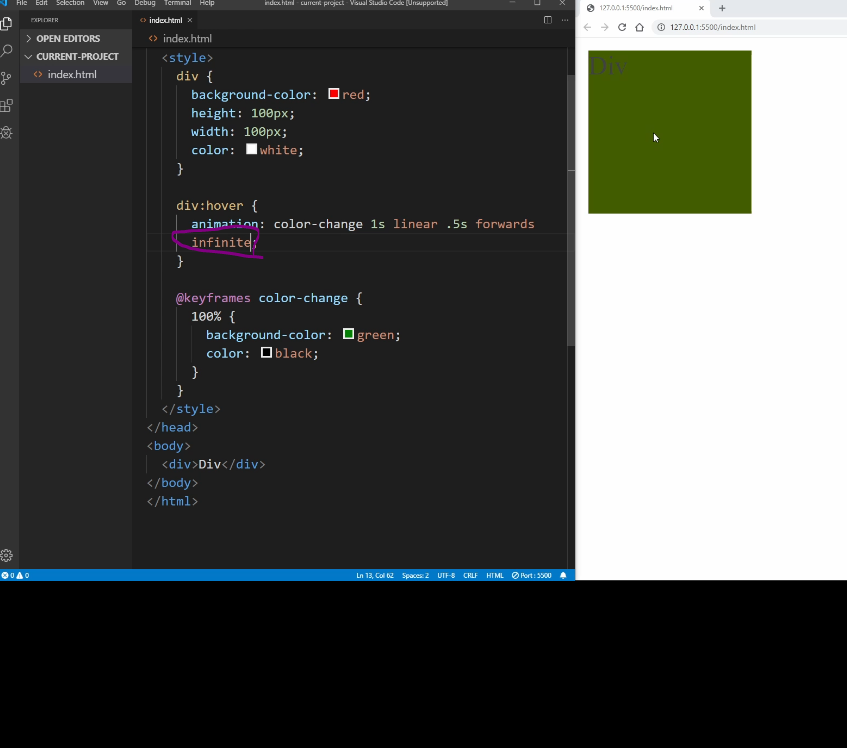 File Edit Selection View Go Debug Terminal Help index.html - current-project - Visual Studio Code [Unsupported]
127.0.0.1:5500/index.html
EXPLORER
index.html
127.0.0.1:5500/index.html
OPEN EDITORS
index.html
CURRENT-PROJECT
index.html
<style>
div {
background-color: red;
height: 100px;
width: 100px;
color: white;
}
div:hover {
animation: color-change 1s linear .5s forwards
infinite;
}
@keyframes color-change {
100% {
background-color: green;
color: black;
}
}
</style>
</head>
<body>
<div>Div</div>
</body>
</html>
Div
0 0
Ln 13, Col 62 Spaces: 2 UTF-8 CRLF HTML Port : 5500